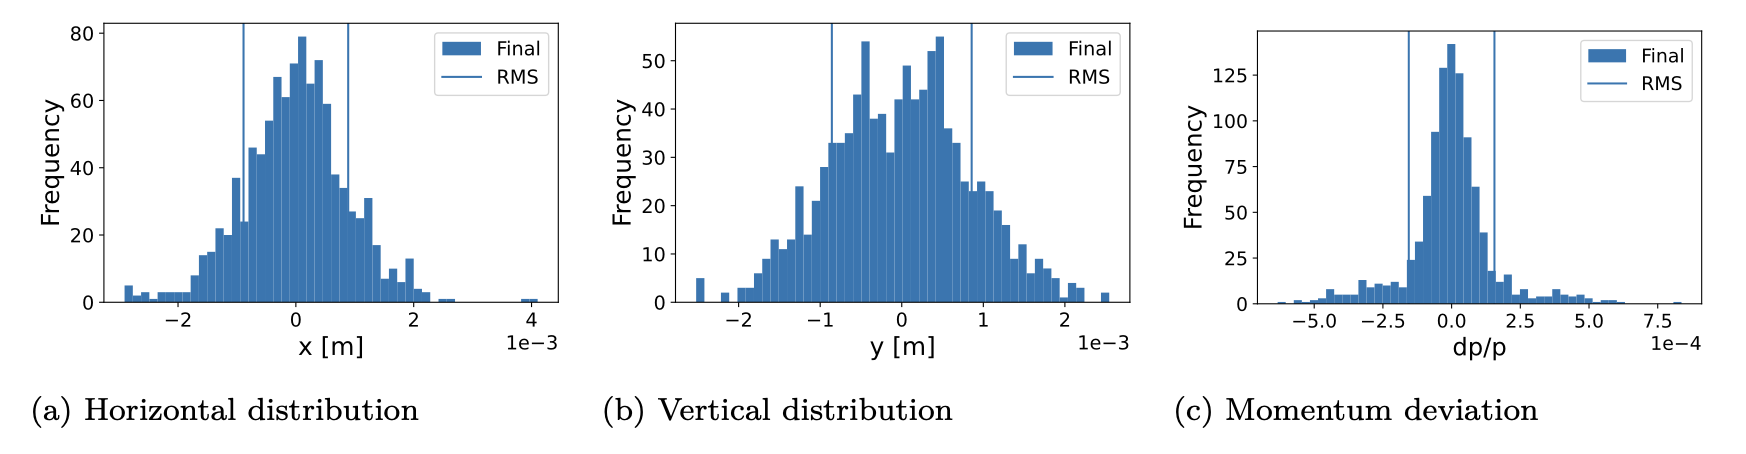 80
60
40
20
0
Frequency
−2
0
2
4
1e−3
x [m]
Final
RMS
(a) Horizontal distribution
50
40
30
20
10
0
Frequency
−2
−1
0
1
2
1e−3
y [m]
Final
RMS
(b) Vertical distribution
125
100
75
50
25
0
Frequency
−5.0
−2.5
0.0
2.5
5.0
7.5
1e−4
dp/p
Final
RMS
(c) Momentum deviation